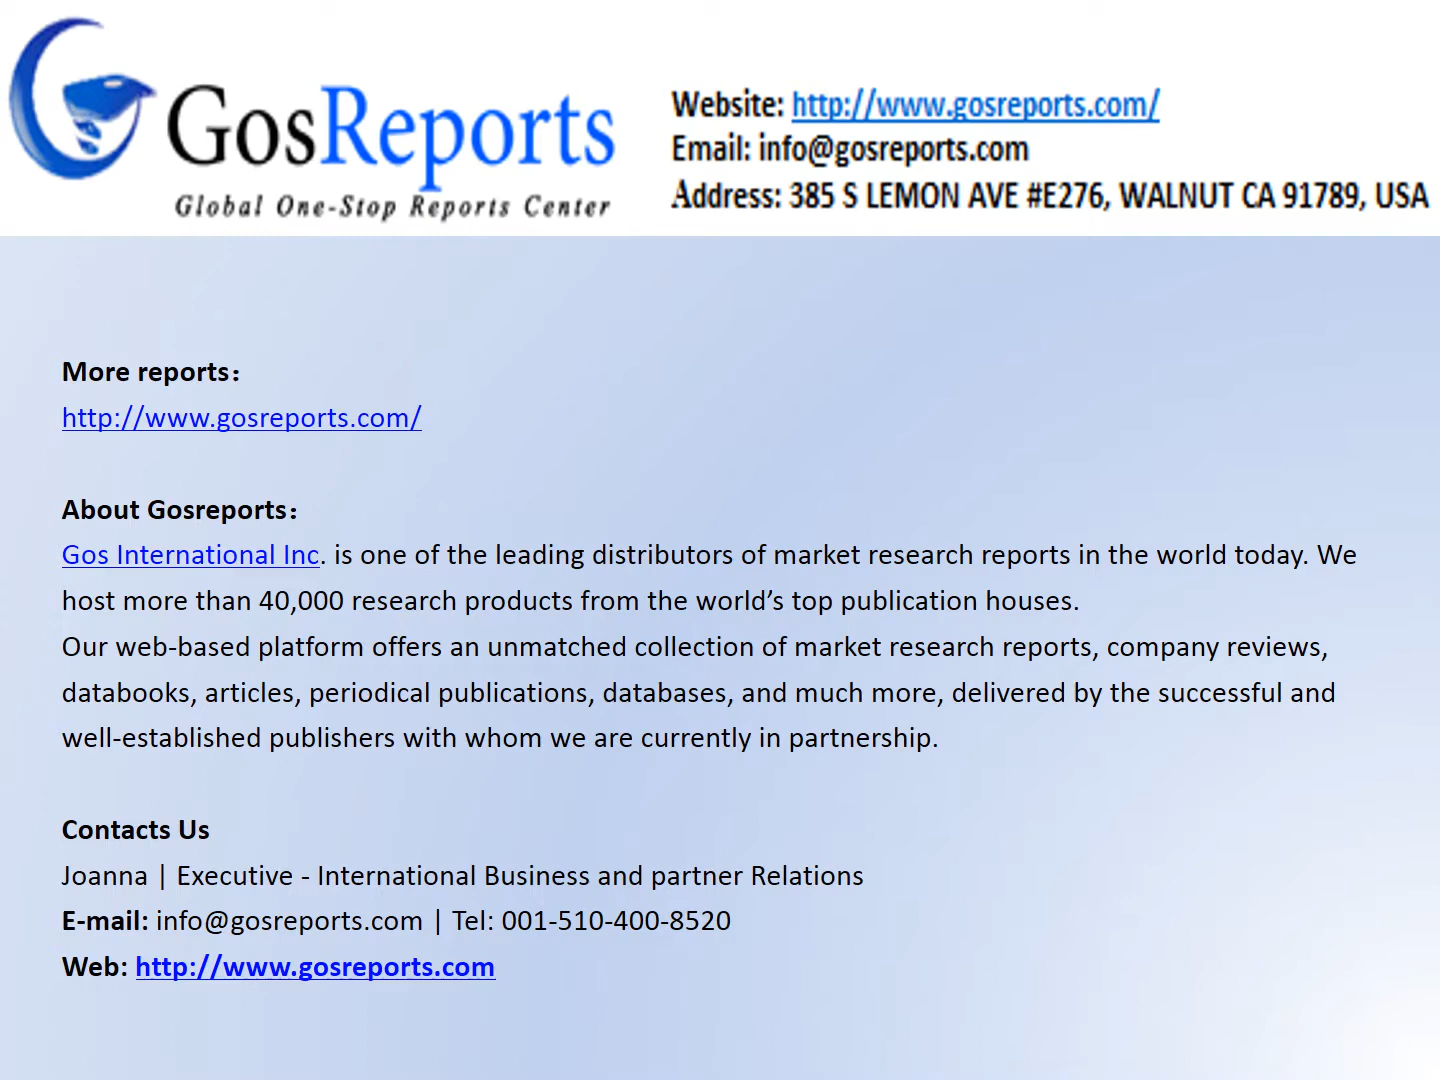 GosReports
Global One-Stop Reports Center
Website: http://www.gosreports.com/
Email: info@gosreports.com
Address: 385 S LEMON AVE #E276, WALNUT CA 91789, USA
More reports：
http://www.gosreports.com/
About Gosreports：
Gos International Inc. is one of the leading distributors of market research reports in the world today. We
host more than 40,000 research products from the world’s top publication houses.
Our web-based platform offers an unmatched collection of market research reports, company reviews,
databooks, articles, periodical publications, databases, and much more, delivered by the successful and
well-established publishers with whom we are currently in partnership.
Contacts Us
Joanna | Executive - International Business and partner Relations
E-mail: info@gosreports.com | Tel: 001-510-400-8520
Web: http://www.gosreports.com